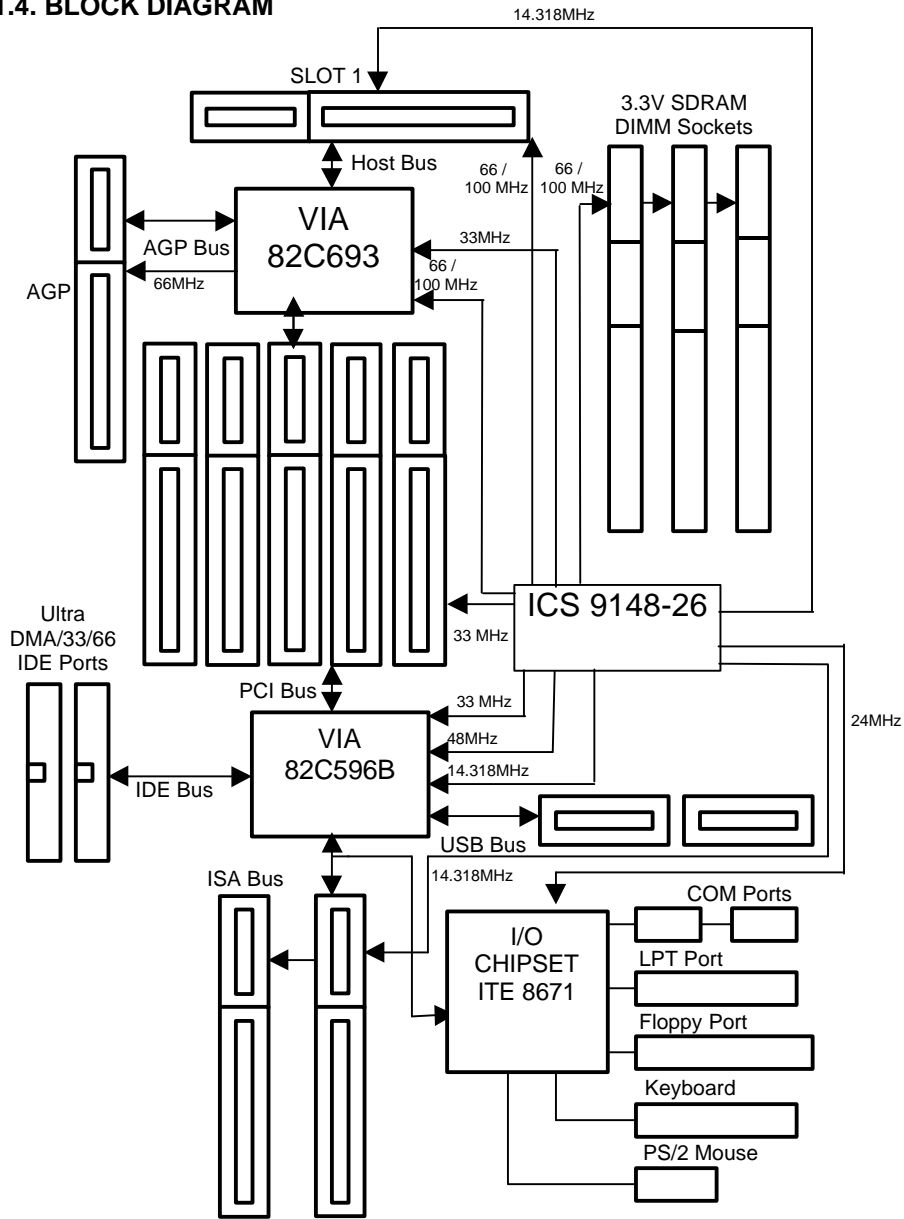 1.4. BLOCK DIAGRAM
14.318MHz
SLOT 1
3.3V SDRAM
DIMM Sockets
Host Bus
66 /
100 MHz
66 /
100 MHz
VIA
82C693
AGP Bus
33MHz
66MHz
66 /
100 MHz
AGP
ICS 9148-26
Ultra
DMA/33/66
IDE Ports
33 MHz
PCI Bus
33 MHz
24MHz
VIA
82C596B
48MHz
14.318MHz
IDE Bus
USB Bus
ISA Bus
14.318MHz
COM Ports
I/O
CHIPSET
ITE 8671
LPT Port
Floppy Port
Keyboard
PS/2 Mouse